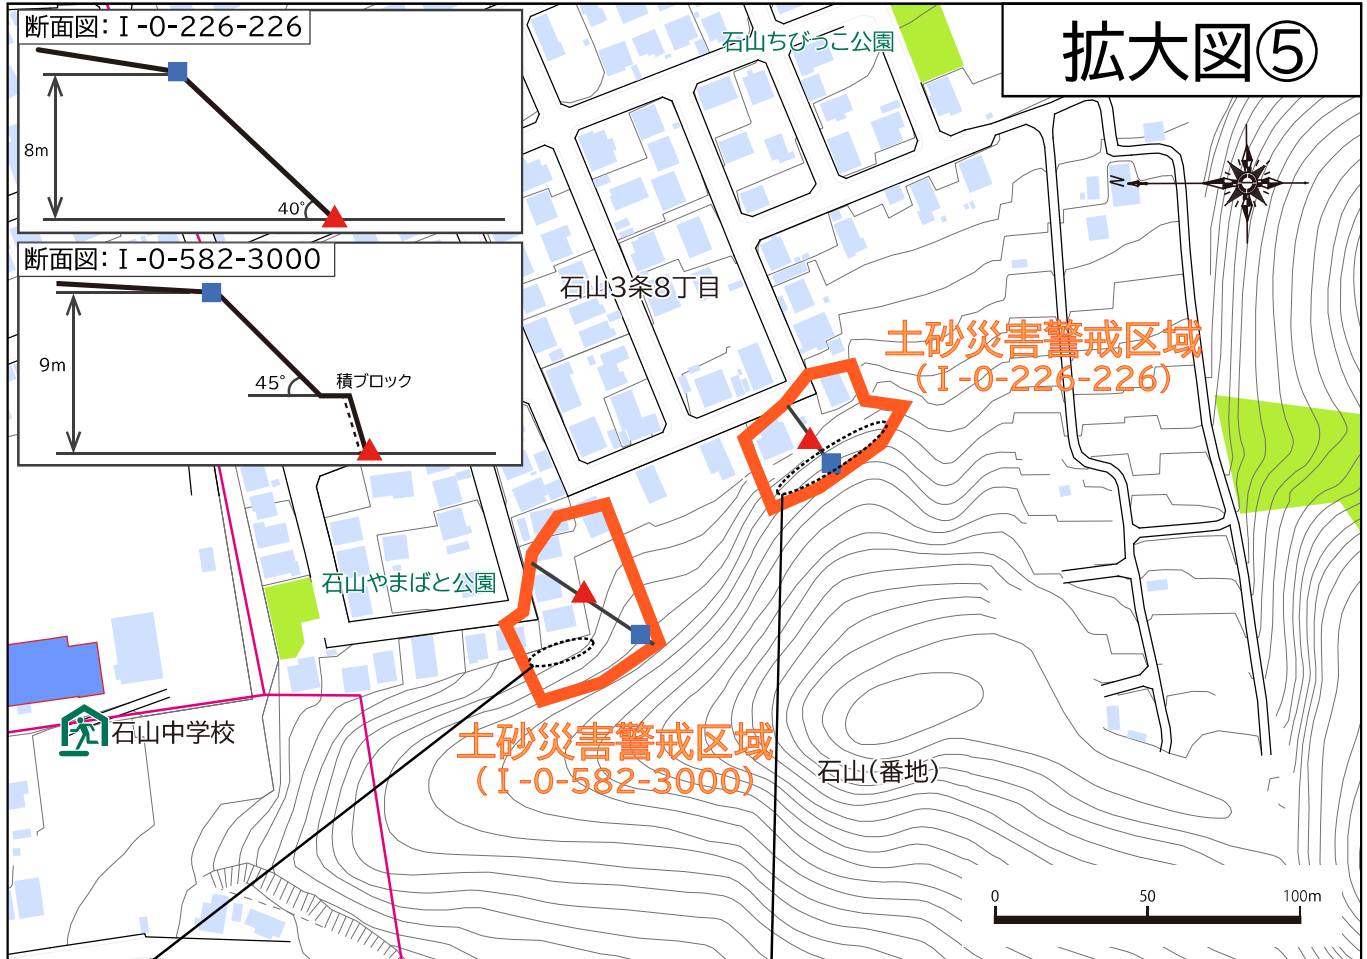 断面図：Ⅰ-0-226-226
8m
40°
断面図：Ⅰ-0-582-3000
9m
45°
積ブロック
拡大図⑤
石山ちびっこ公園
N
石山3条8丁目
土砂災害警戒区域
（Ⅰ-0-226-226）
石山やまばと公園
石山中学校
土砂災害警戒区域
（Ⅰ-0-582-3000）
石山（番地）
0 50 100m